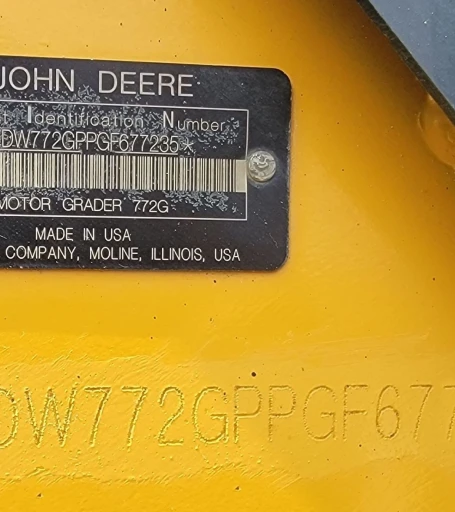 JOHN DEERE
t Identification Number
DW772GPPGF677235*
MOTOR GRADER 772G
MADE IN USA
COMPANY, MOLINE, ILLINOIS, USA
DW772GPPGF677